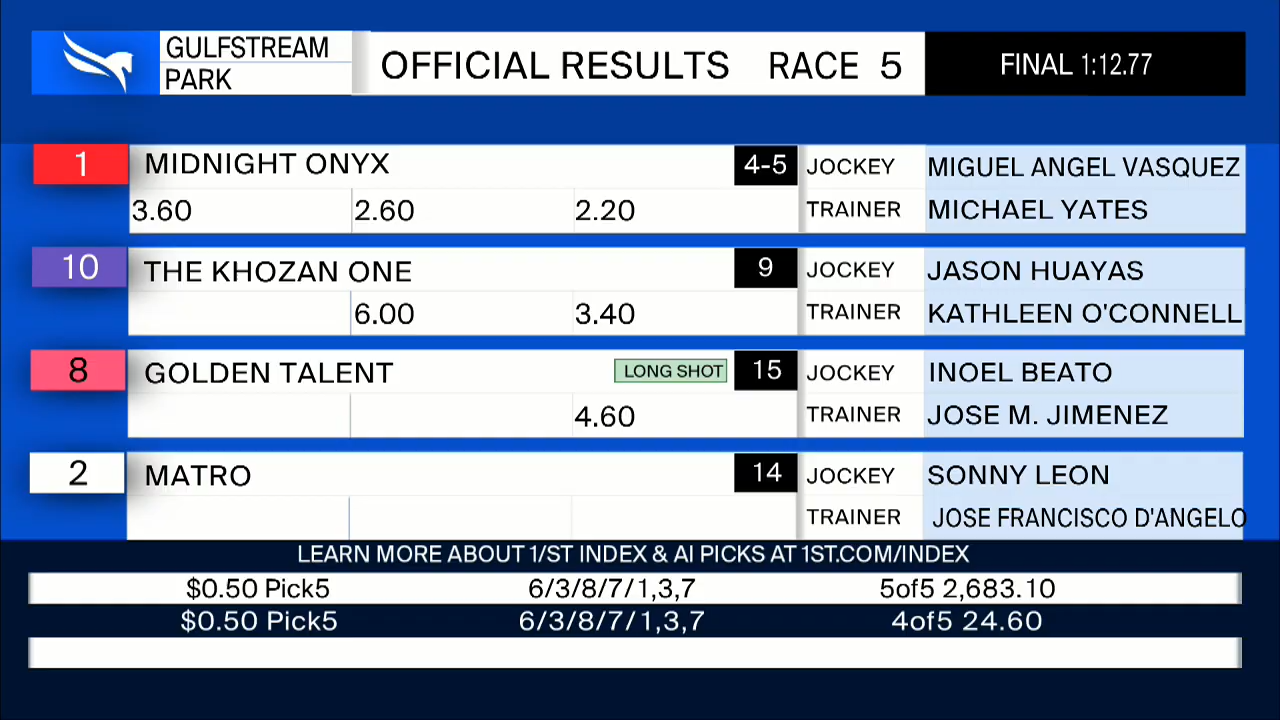 GULFSTREAM
PARK
OFFICIAL RESULTS RACE 5
FINAL 1:12.77
1 MIDNIGHT ONYX 4-5 JOCKEY MIGUEL ANGEL VASQUEZ
3.60 2.60 2.20 TRAINER MICHAEL YATES
10 THE KHOZAN ONE 9 JOCKEY JASON HUAYAS
6.00 3.40 TRAINER KATHLEEN O'CONNELL
8 GOLDEN TALENT LONG SHOT 15 JOCKEY INOEL BEATO
4.60 TRAINER JOSE M. JIMENEZ
2 MATRO 14 JOCKEY SONNY LEON
TRAINER JOSE FRANCISCO D'ANGELO
LEARN MORE ABOUT 1/ST INDEX & AI PICKS AT 1ST.COM/INDEX
$0.50 Pick5 6/3/8/7/1,3,7 5of5 2,683.10
$0.50 Pick5 6/3/8/7/1,3,7 4of5 24.60